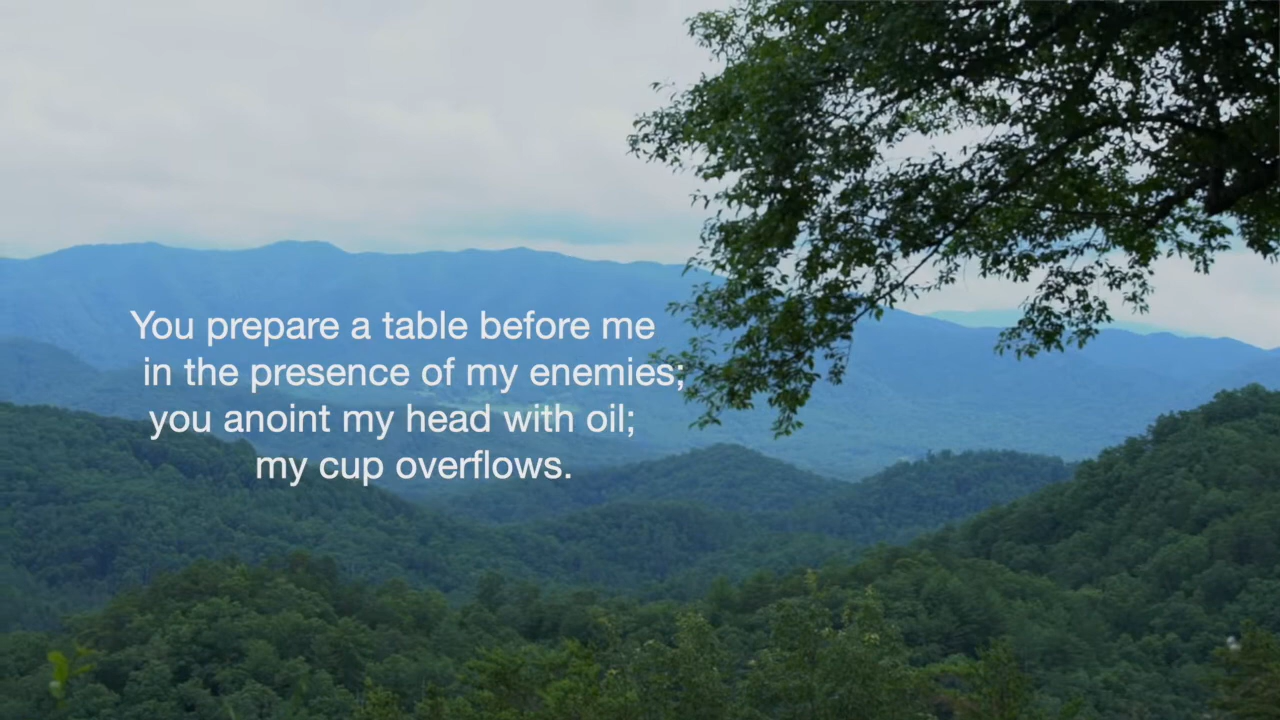 You prepare a table before me
in the presence of my enemies;
you anoint my head with oil;
my cup overflows.